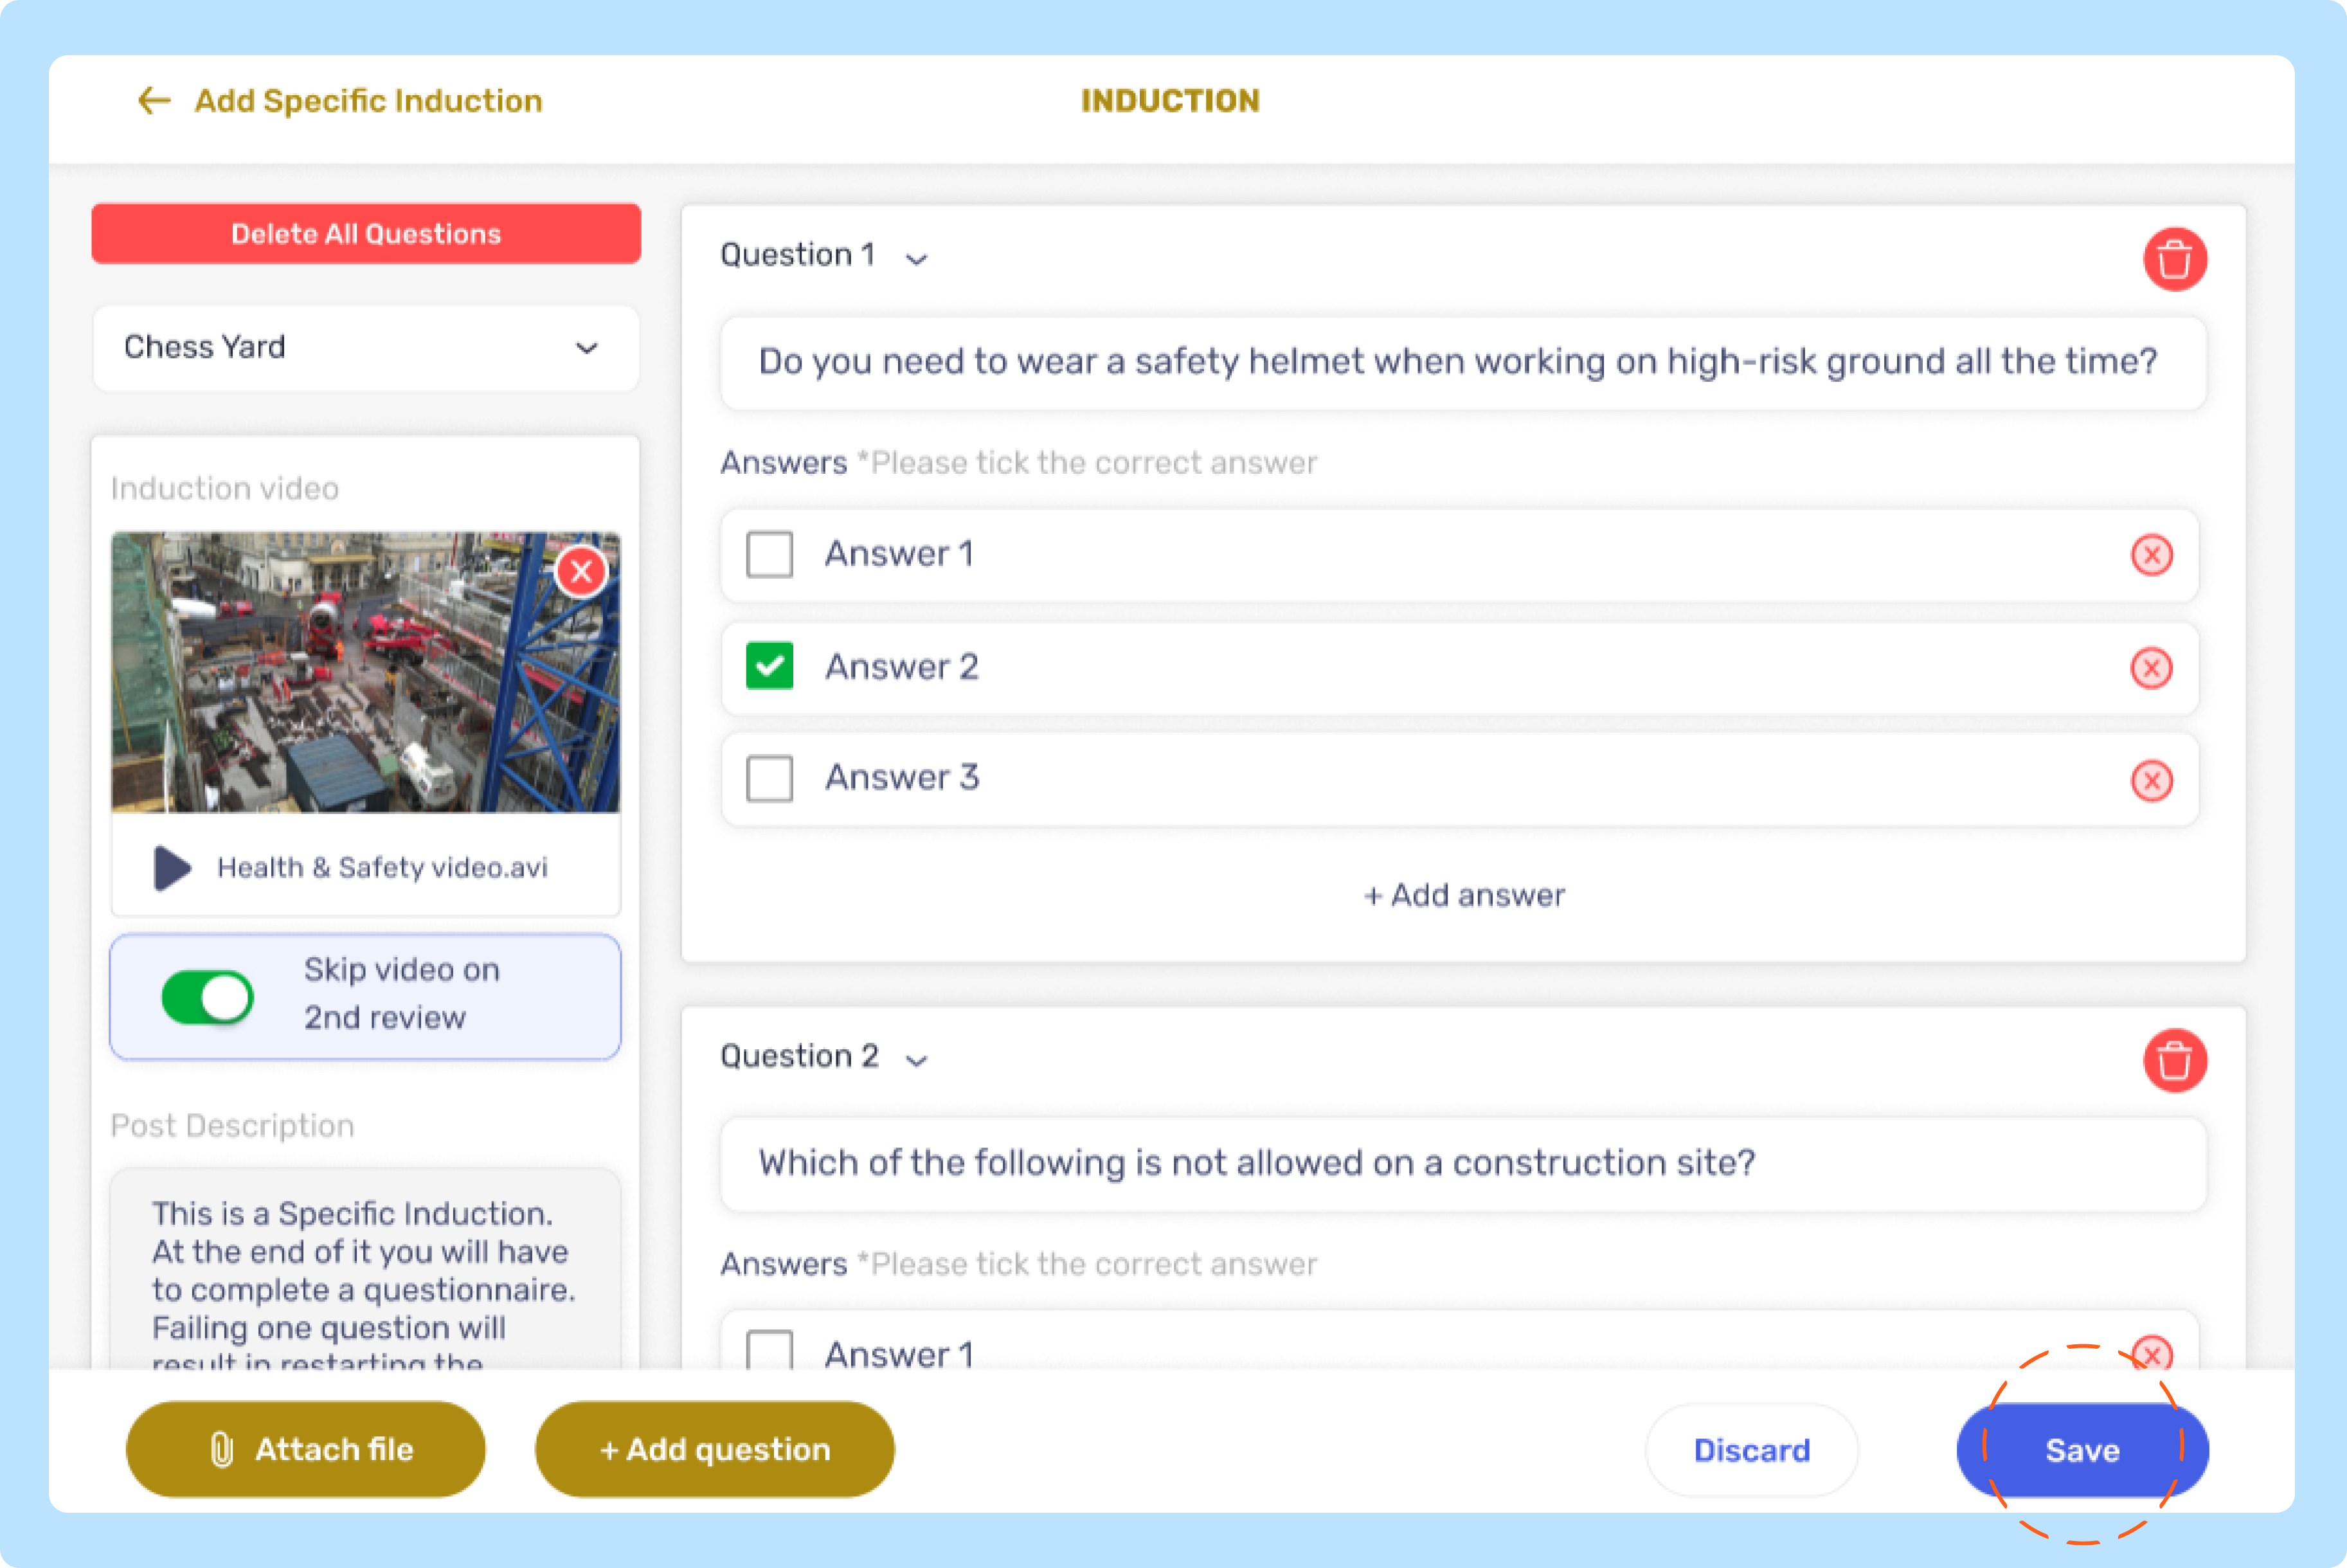 Add Specific Induction
INDUCTION
Delete All Questions
Chess Yard
Induction video
Health & Safety video.avi
Skip video on
2nd review
Post Description
This is a Specific Induction.
At the end of it you will have
to complete a questionnaire.
Failing one question will
result in restarting the
Question 1
Do you need to wear a safety helmet when working on high-risk ground all the time?
Answers *Please tick the correct answer
Answer 1
Answer 2
Answer 3
+ Add answer
Question 2
Which of the following is not allowed on a construction site?
Answers *Please tick the correct answer
Answer 1
Attach file
+ Add question
Discard
Save